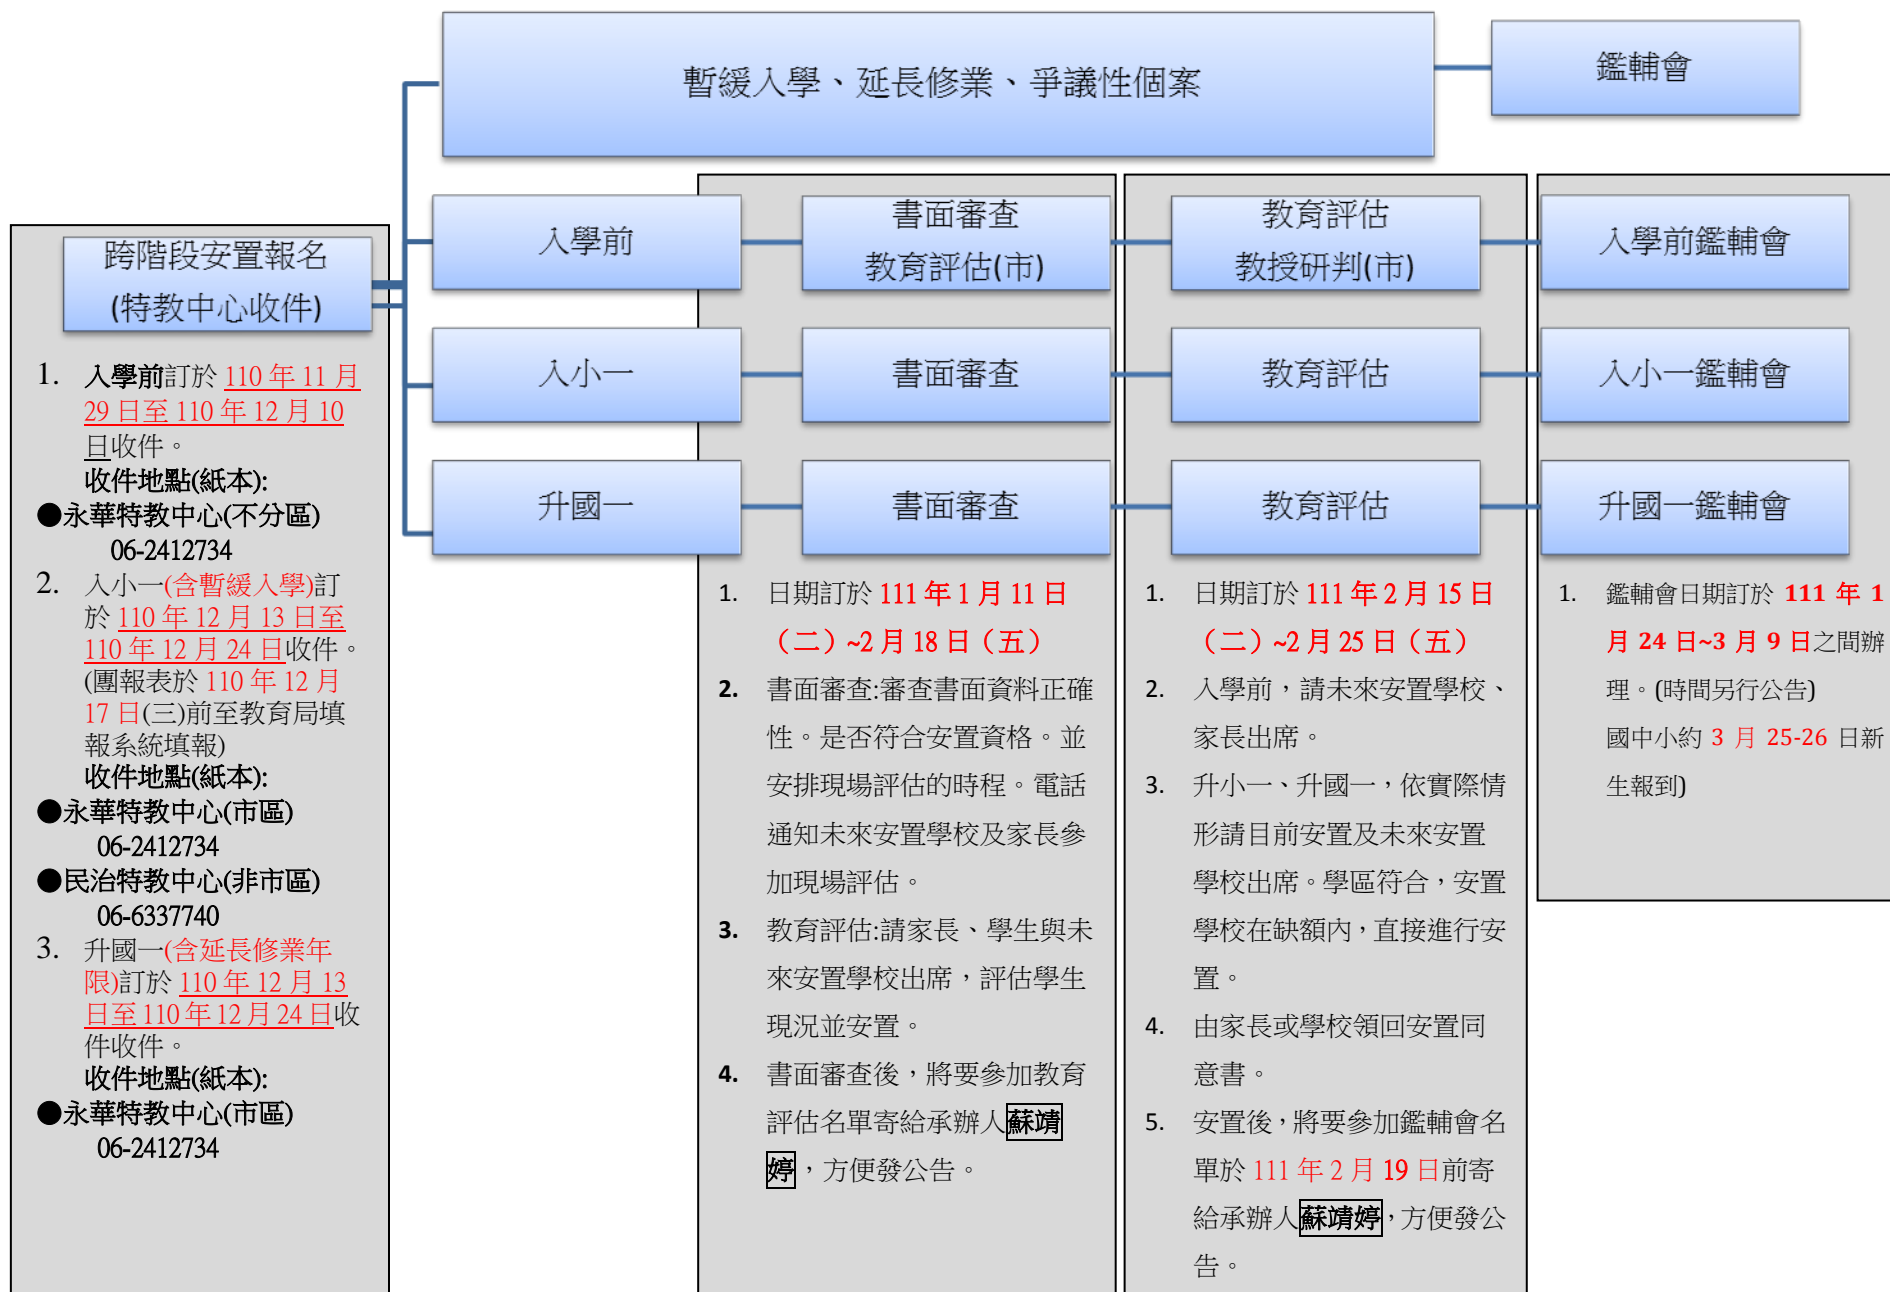 暫緩入學、延長修業、爭議性個案
鑑輔會
跨階段安置報名
(特教中心收件)
1. 入學前訂於 110 年 11 月
29 日至 110 年 12 月 10
日收件。
收件地點(紙本):
●永華特教中心(不分區)
06-2412734
2. 入小一(含暫緩入學)訂
於 110 年 12 月 13 日至
110 年 12 月 24 日收件。
(團報表於 110 年 12 月
17 日(三)前至教育局填
報系統填報)
收件地點(紙本):
●永華特教中心(市區)
06-2412734
●民治特教中心(非市區)
06-6337740
3. 升國一(含延長修業年
限)訂於 110 年 12 月 13
日至 110 年 12 月 24 日收
件收件。
收件地點(紙本):
●永華特教中心(市區)
06-2412734
入學前
入小一
升國一
書面審查
教育評估(市)
書面審查
書面審查
1. 日期訂於 111 年 1 月 11 日
（二）~2 月 18 日（五）
2. 書面審查:審查書面資料正確
性。是否符合安置資格。並
安排現場評估的時程。電話
通知未來安置學校及家長參
加現場評估。
3. 教育評估:請家長、學生與未
來安置學校出席，評估學生
現況並安置。
4. 書面審查後，將要參加教育
評估名單寄給承辦人蘇靖
婷，方便發公告。
教育評估
教授研判(市)
教育評估
教育評估
1. 日期訂於 111 年 2 月 15 日
（二）~2 月 25 日（五）
2. 入學前，請未來安置學校、
家長出席。
3. 升小一、升國一，依實際情
形請目前安置及未來安置
學校出席。學區符合，安置
學校在缺額內，直接進行安
置。
4. 由家長或學校領回安置同
意書。
5. 安置後，將要參加鑑輔會名
單於 111 年 2 月 19 日前寄
給承辦人蘇靖婷，方便發公
告。
入學前鑑輔會
入小一鑑輔會
升國一鑑輔會
1. 鑑輔會日期訂於 111 年 1
月 24 日~3 月 9 日之間辦
理。(時間另行公告)
國中小約 3 月 25-26 日新
生報到)